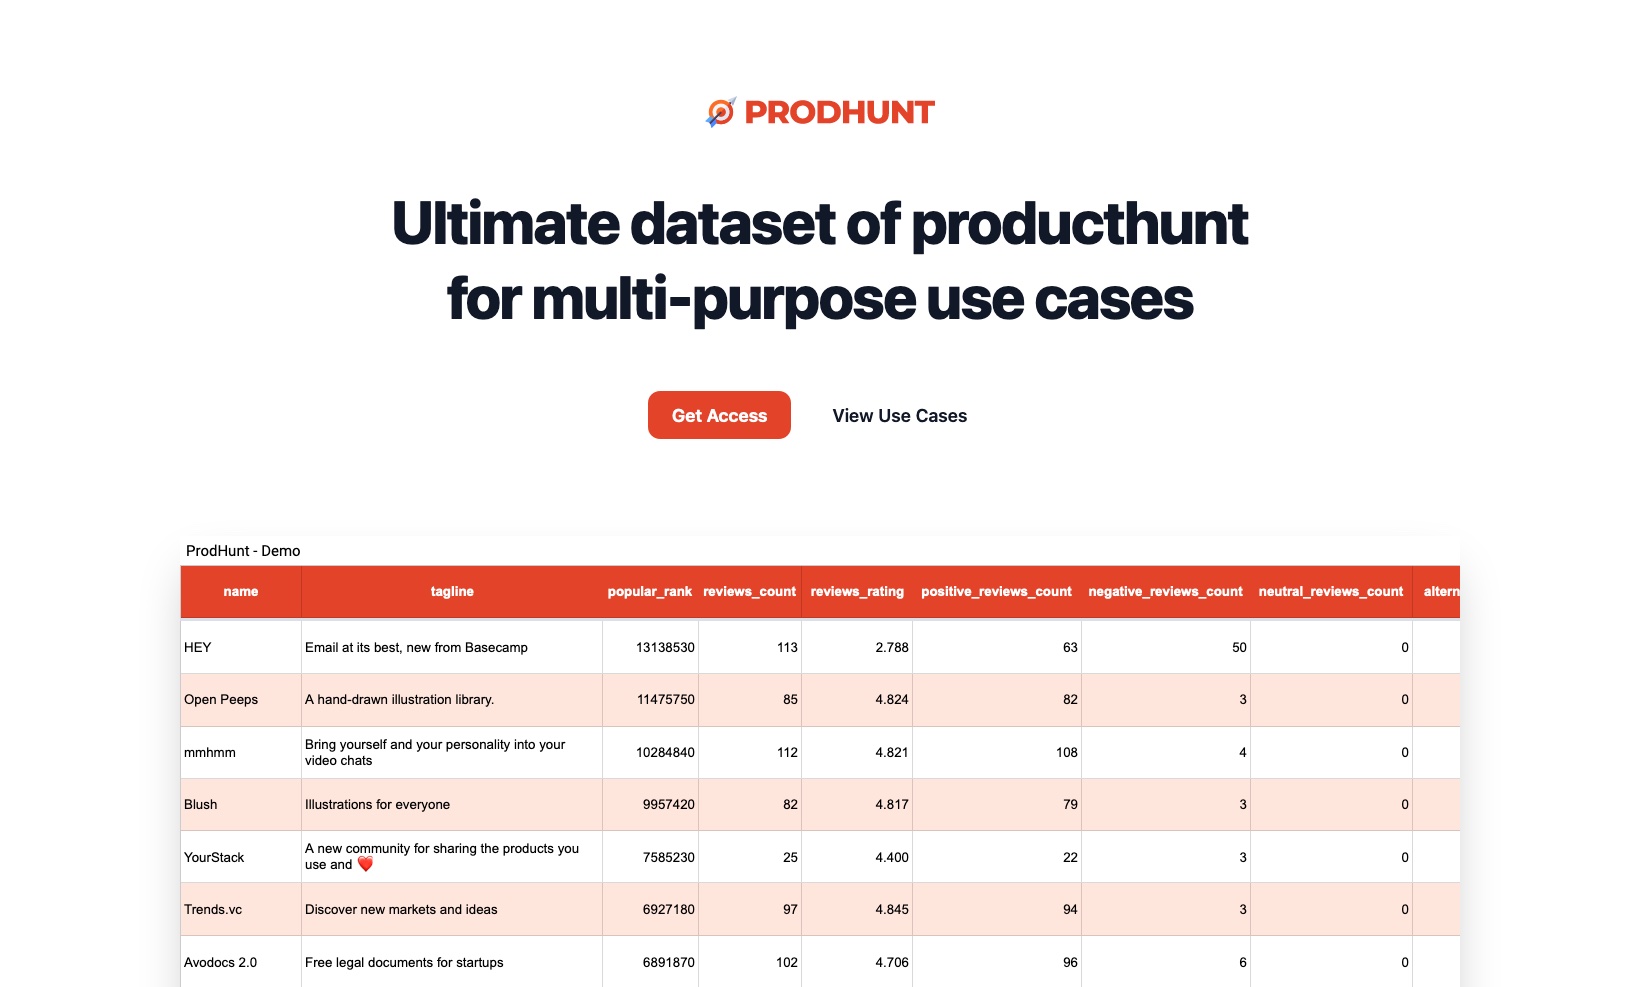 PRODHUNT
Ultimate dataset of producthunt
for multi-purpose use cases
Get Access View Use Cases
ProdHunt - Demo
name tagline popular_rank reviews_count reviews_rating positive_reviews_count negative_reviews_count neutral_reviews_count altern
HEY Email at its best, new from Basecamp 13138530 113 2.788 63 50 0
Open Peeps A hand-drawn illustration library. 11475750 85 4.824 82 3 0
mmhmm Bring yourself and your personality into your
video chats 10284840 112 4.821 108 4 0
Blush Illustrations for everyone 9957420 82 4.817 79 3 0
YourStack A new community for sharing the products you
use and ❤️ 7585230 25 4.400 22 3 0
Trends.vc Discover new markets and ideas 6927180 97 4.845 94 3 0
Avodocs 2.0 Free legal documents for startups 6891870 102 4.706 96 6 0